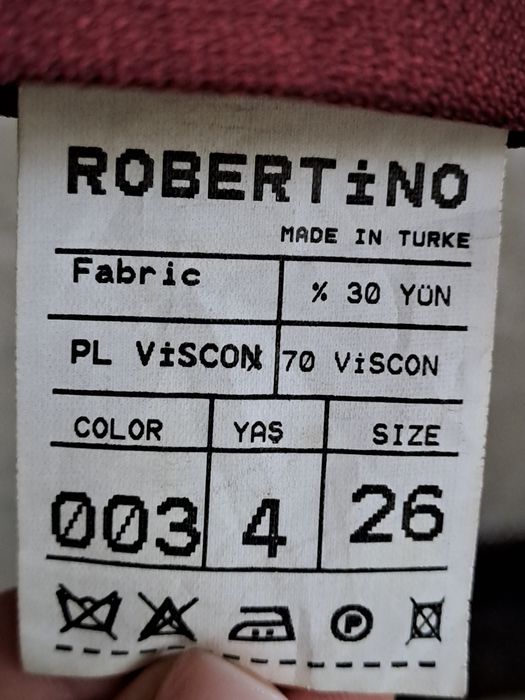 ROBERTiNO
MADE IN TURKE
Fabric % 30 YÜN
PL ViSCON 70 ViSCON
COLOR YAŞ SIZE
003 4 26
P